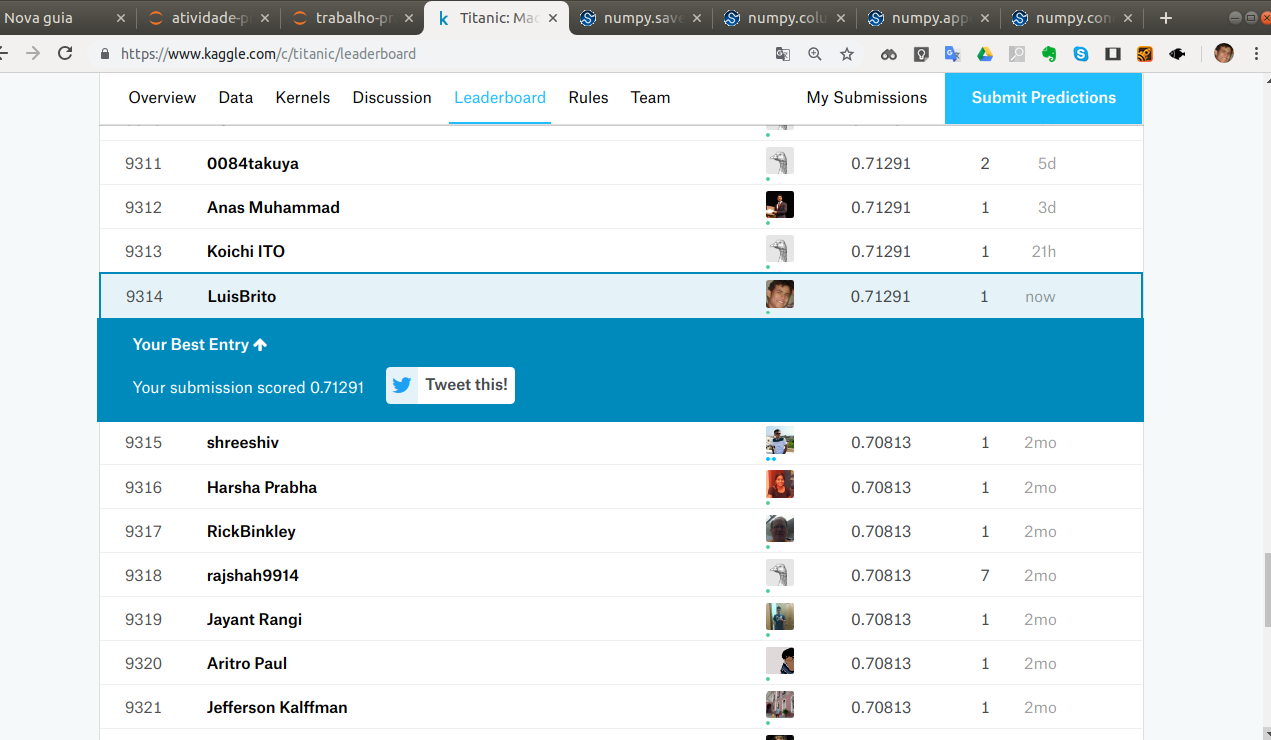 Nova guia atividade-p trabalho-pr Titanic: Mac numpy.save numpy.colu numpy.appe numpy.con
https://www.kaggle.com/c/titanic/leaderboard
Overview Data Kernels Discussion Leaderboard Rules Team My Submissions Submit Predictions
9311 0084takuya 0.71291 2 5d
9312 Anas Muhammad 0.71291 1 3d
9313 Koichi ITO 0.71291 1 21h
9314 LuisBrito 0.71291 1 now
Your Best Entry
Your submission scored 0.71291 Tweet this!
9315 shreeshiv 0.70813 1 2mo
9316 Harsha Prabha 0.70813 1 2mo
9317 RickBinkley 0.70813 1 2mo
9318 rajshah9914 0.70813 7 2mo
9319 Jayant Rangi 0.70813 1 2mo
9320 Aritro Paul 0.70813 1 2mo
9321 Jefferson Kalffman 0.70813 1 2mo